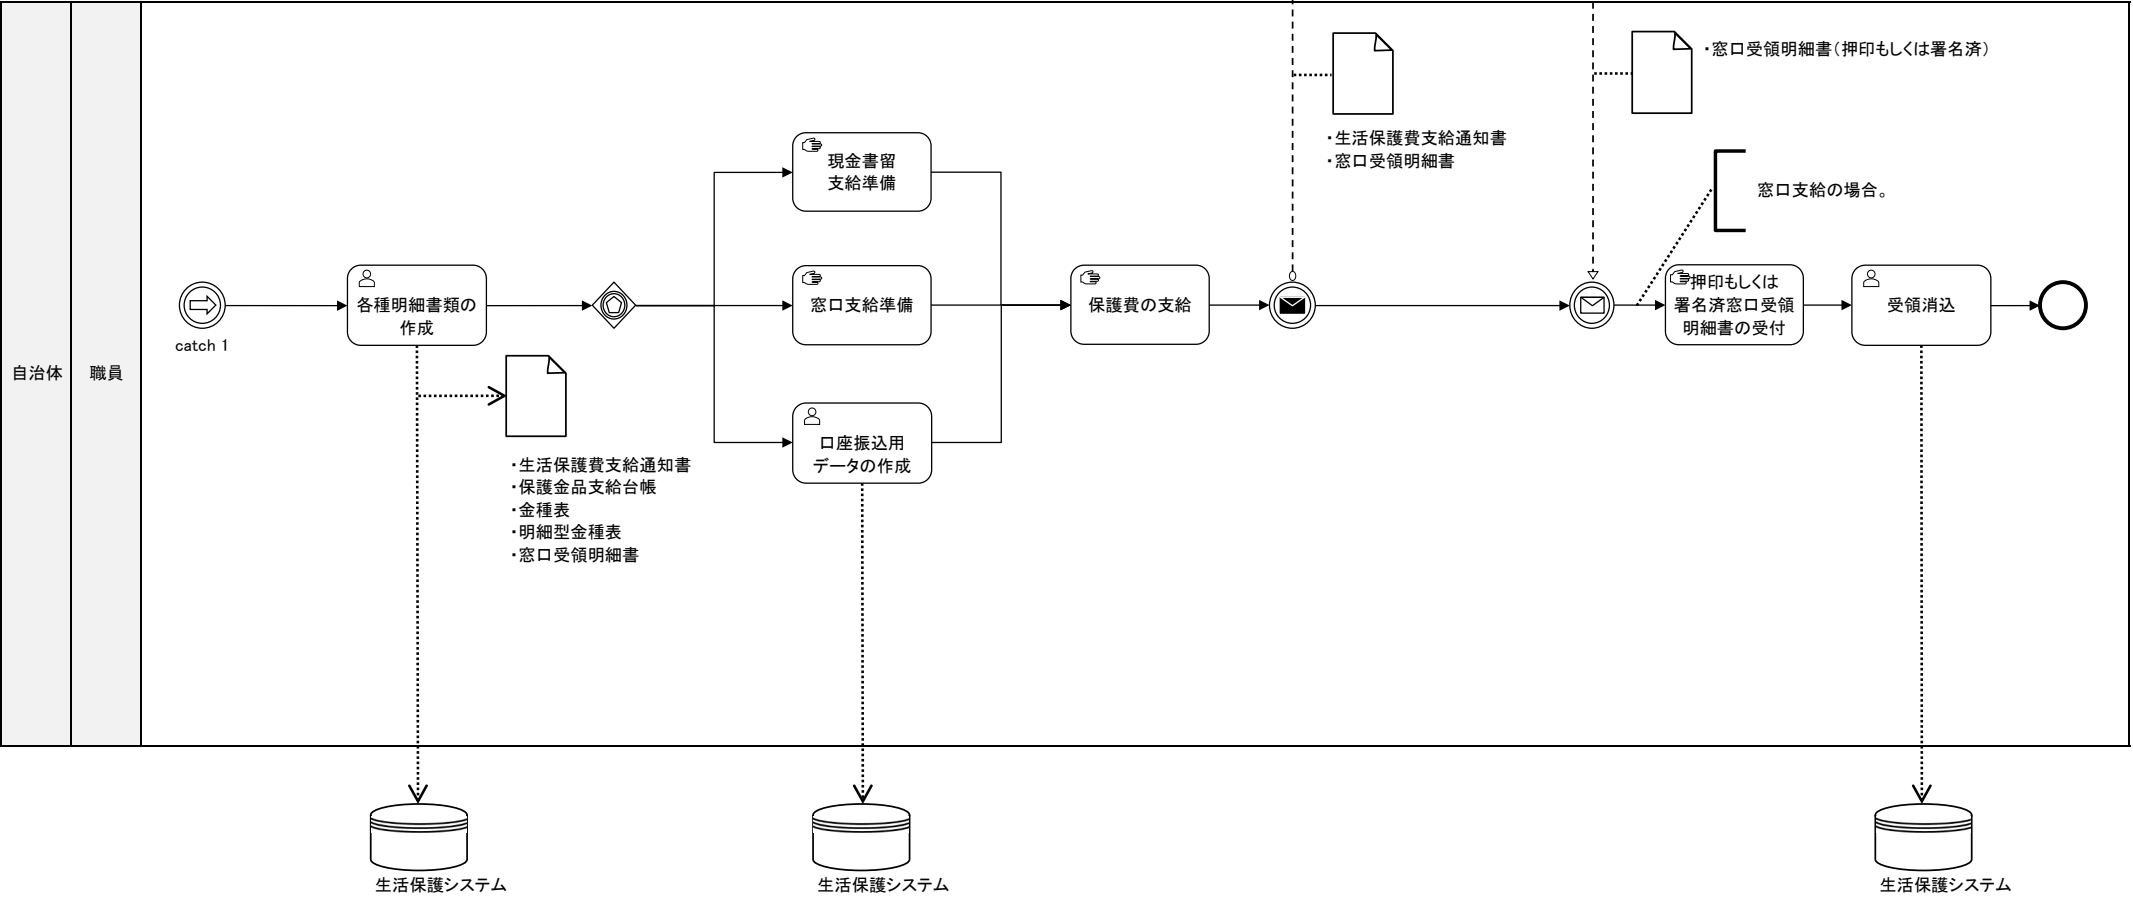 自治体
職員
catch 1
各種明細書類の
作成
・生活保護費支給通知書
・保護金品支給台帳
・金種表
・明細型金種表
・窓口受領明細書
現金書留
支給準備
窓口支給準備
口座振込用
データの作成
保護費の支給
・生活保護費支給通知書
・窓口受領明細書
・窓口受領明細書（押印もしくは署名済）
窓口支給の場合。
押印もしくは
署名済窓口受領
明細書の受付
受領消込
生活保護システム
生活保護システム
生活保護システム